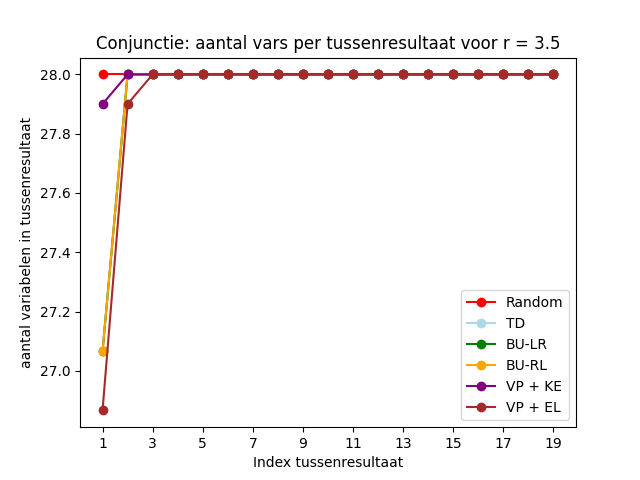 Conjunctie: aantal vars per tussenresultaat voor r = 3.5
aantal variabelen in tussenresultaat
28.0
27.8
27.6
27.4
27.2
27.0
1 3 5 7 9 11 13 15 17 19
Index tussenresultaat
Random
TD
BU-LR
BU-RL
VP + KE
VP + EL